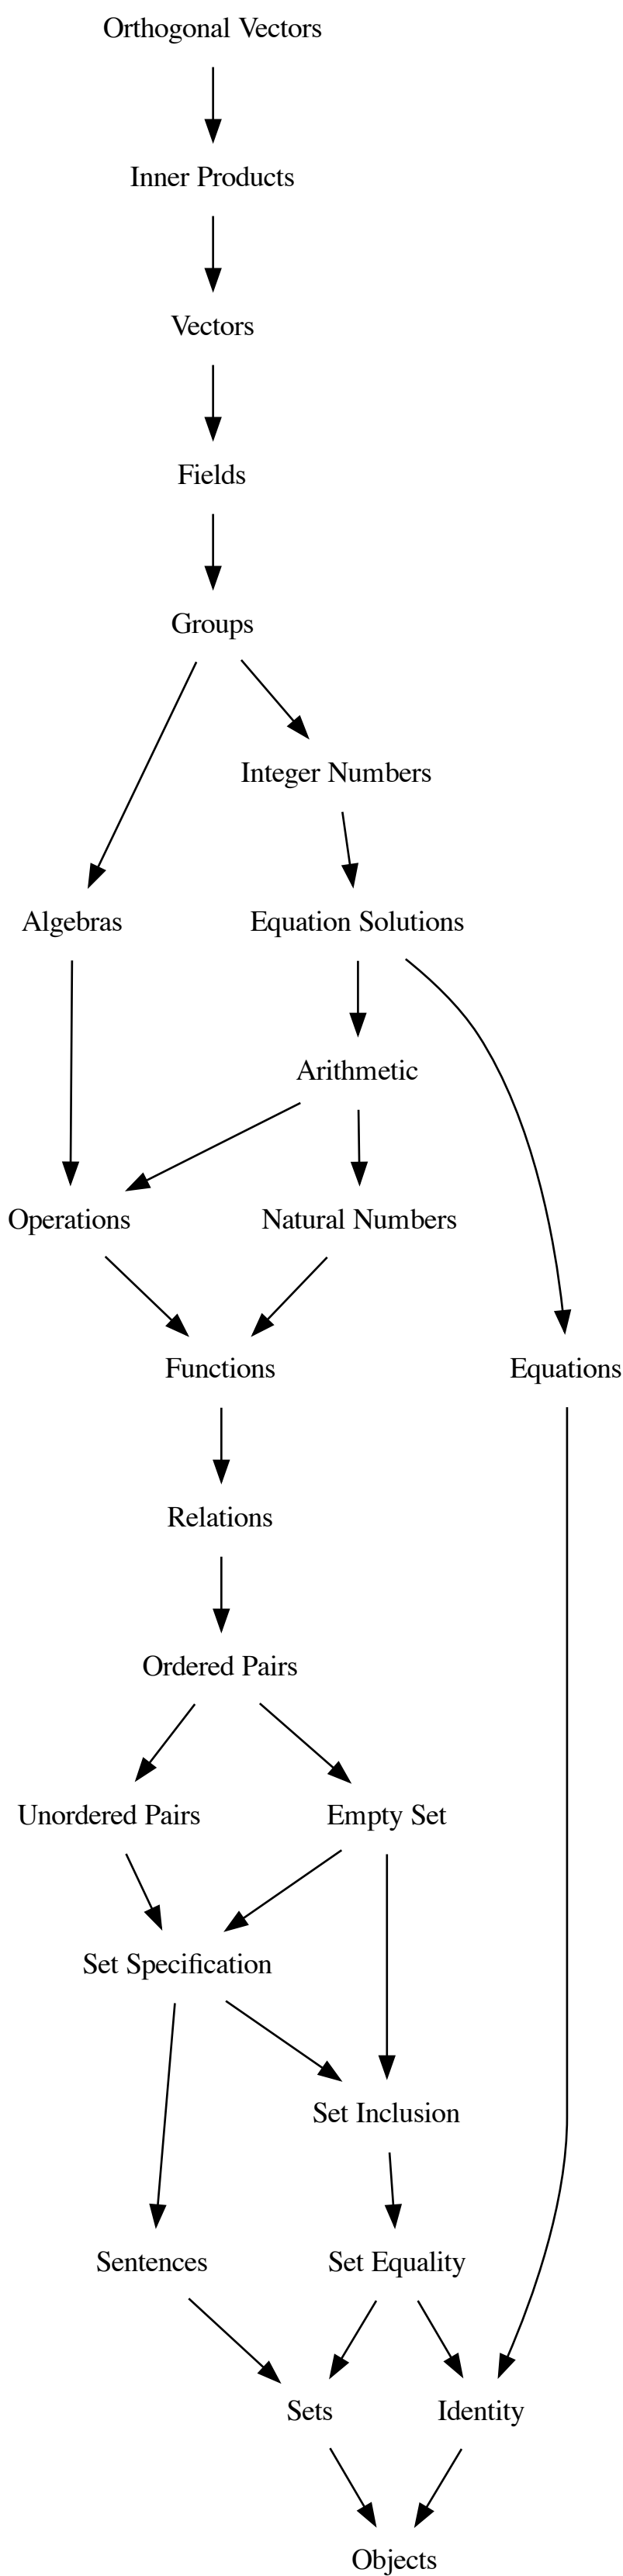 Orthogonal Vectors
Inner Products
Vectors
Fields
Groups
Integer Numbers
Algebras
Equation Solutions
Arithmetic
Operations
Natural Numbers
Functions
Equations
Relations
Ordered Pairs
Unordered Pairs
Empty Set
Set Specification
Set Inclusion
Sentences
Set Equality
Sets
Identity
Objects